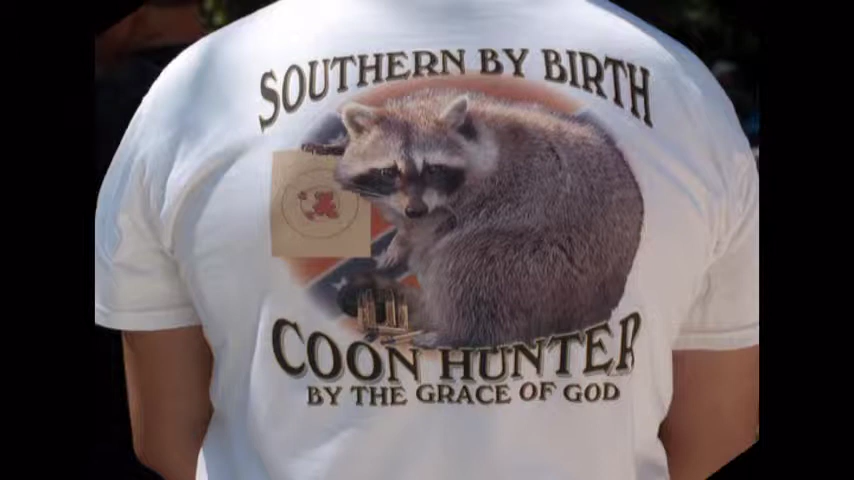 SOUTHERN BY BIRTH
COON HUNTER
BY THE GRACE OF GOD